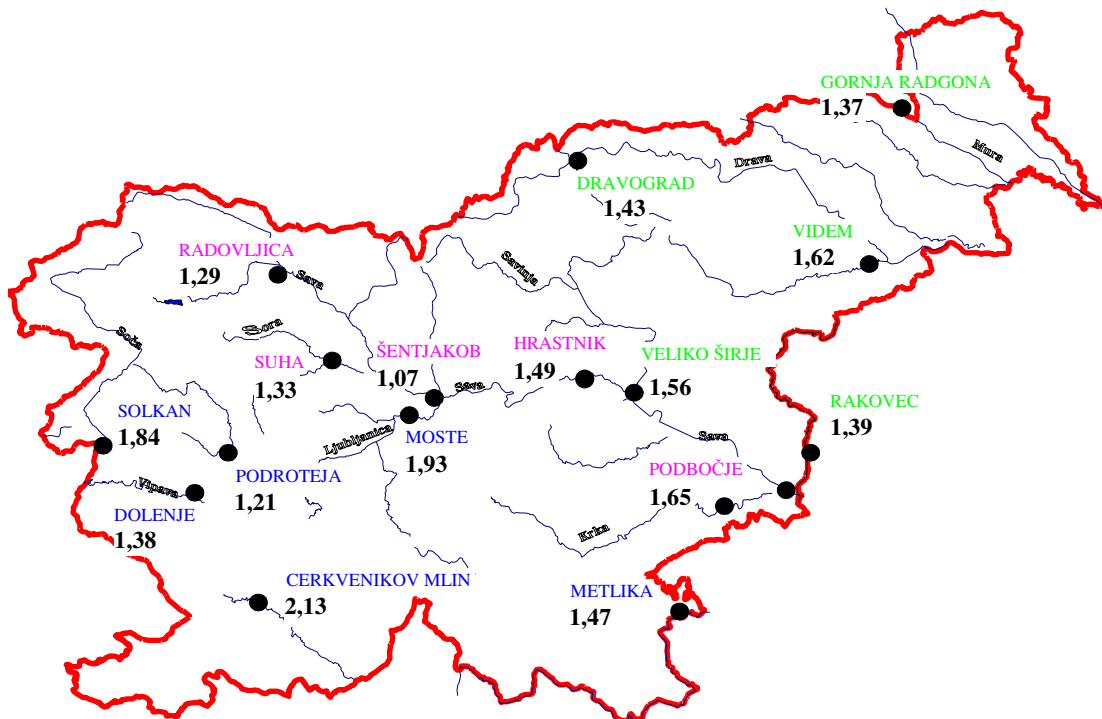 GORNJA RADGONA
1,37
Mura
Drava
DRAVOGRAD
1,43
VIDEM
1,62
RADOVLJICA
1,29
Sava
Savinja
Soča
Sora
SUHA
1,33
ŠENTJAKOB
1,07
Sava
HRASTNIK
1,49
VELIKO ŠIRJE
1,56
RAKOVEC
1,39
SOLKAN
1,84
Ljubljanica
MOSTE
1,93
Sava
PODROTEJA
1,21
PODBOČJE
1,65
Vipava
DOLENJE
1,38
Krka
CERKVENIKOV MLIN
2,13
METLIKA
1,47